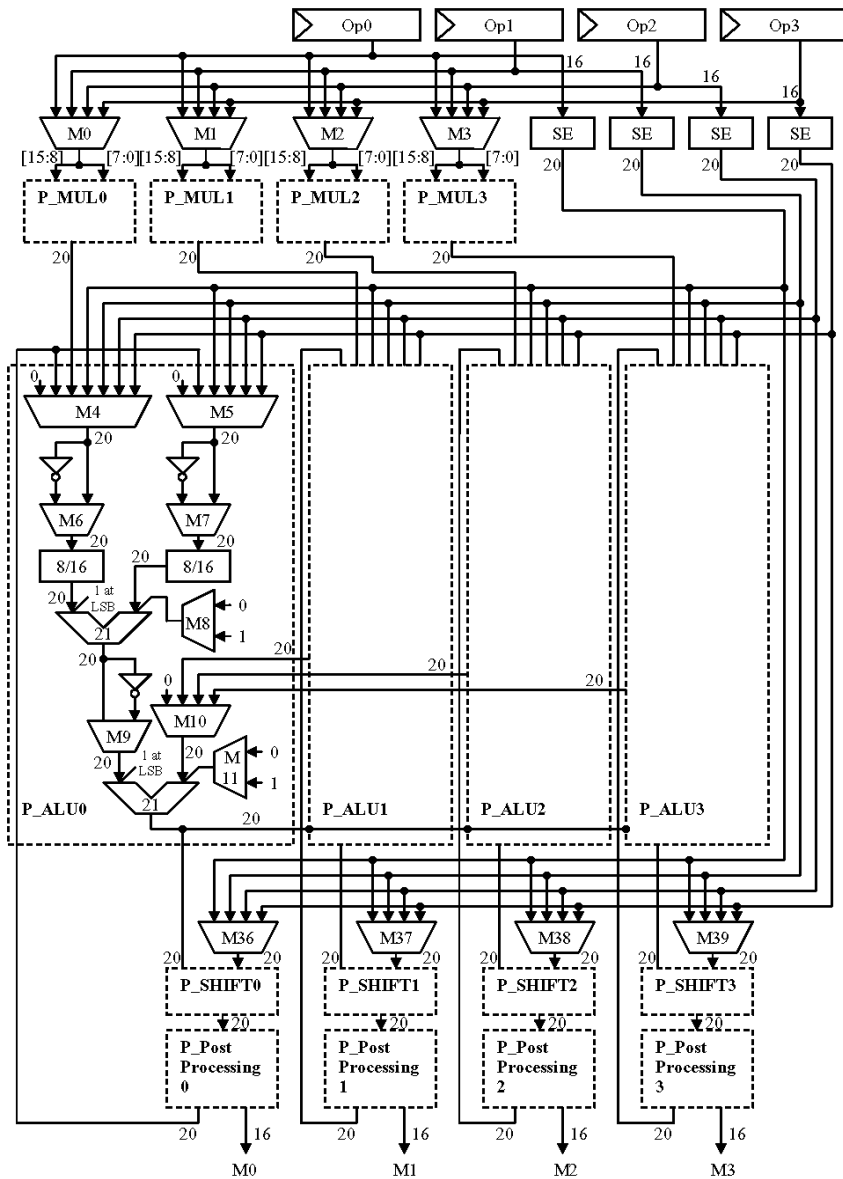 Op0 Op1 Op2 Op3
16 16 16 16
M0 M1 M2 M3 SE SE SE SE
[15:8] [7:0] [15:8] [7:0] [15:8] [7:0] [15:8] [7:0]
20 20 20 20
P_MUL0 P_MUL1 P_MUL2 P_MUL3
20 20 20 20
0 0
M4 M5
20 20
M6 M7
20 20
8/16 8/16
20 20
1 at
LSB
M8
0
1
21
20
20
0
20
M9 M10
20 20
1 at
LSB
M
11
0
1
21
P_ALU0 20 P_ALU1 P_ALU2 P_ALU3
M36 M37 M38 M39
20 20 20 20 20 20 20 20
P_SHIFT0 P_SHIFT1 P_SHIFT2 P_SHIFT3
20 20 20 20
P_Post P_Post P_Post P_Post
Processing Processing Processing Processing
0 1 2 3
20 16 20 16 20 16 20 16
M0 M1 M2 M3